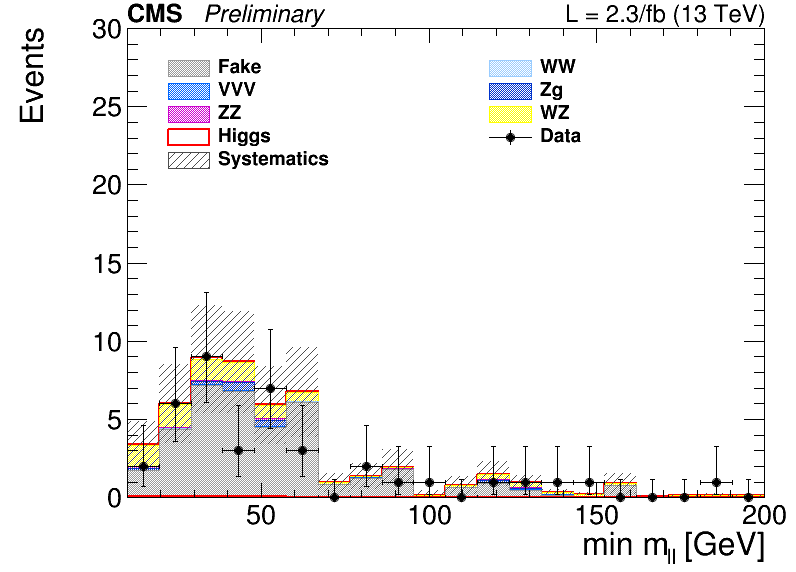 CMS Preliminary L = 2.3/fb (13 TeV)
Events
30
25
20
15
10
5
0
Fake
VVV
ZZ
Higgs
Systematics
WW
Zg
WZ
Data
50 100 150 200
min m_ll [GeV]